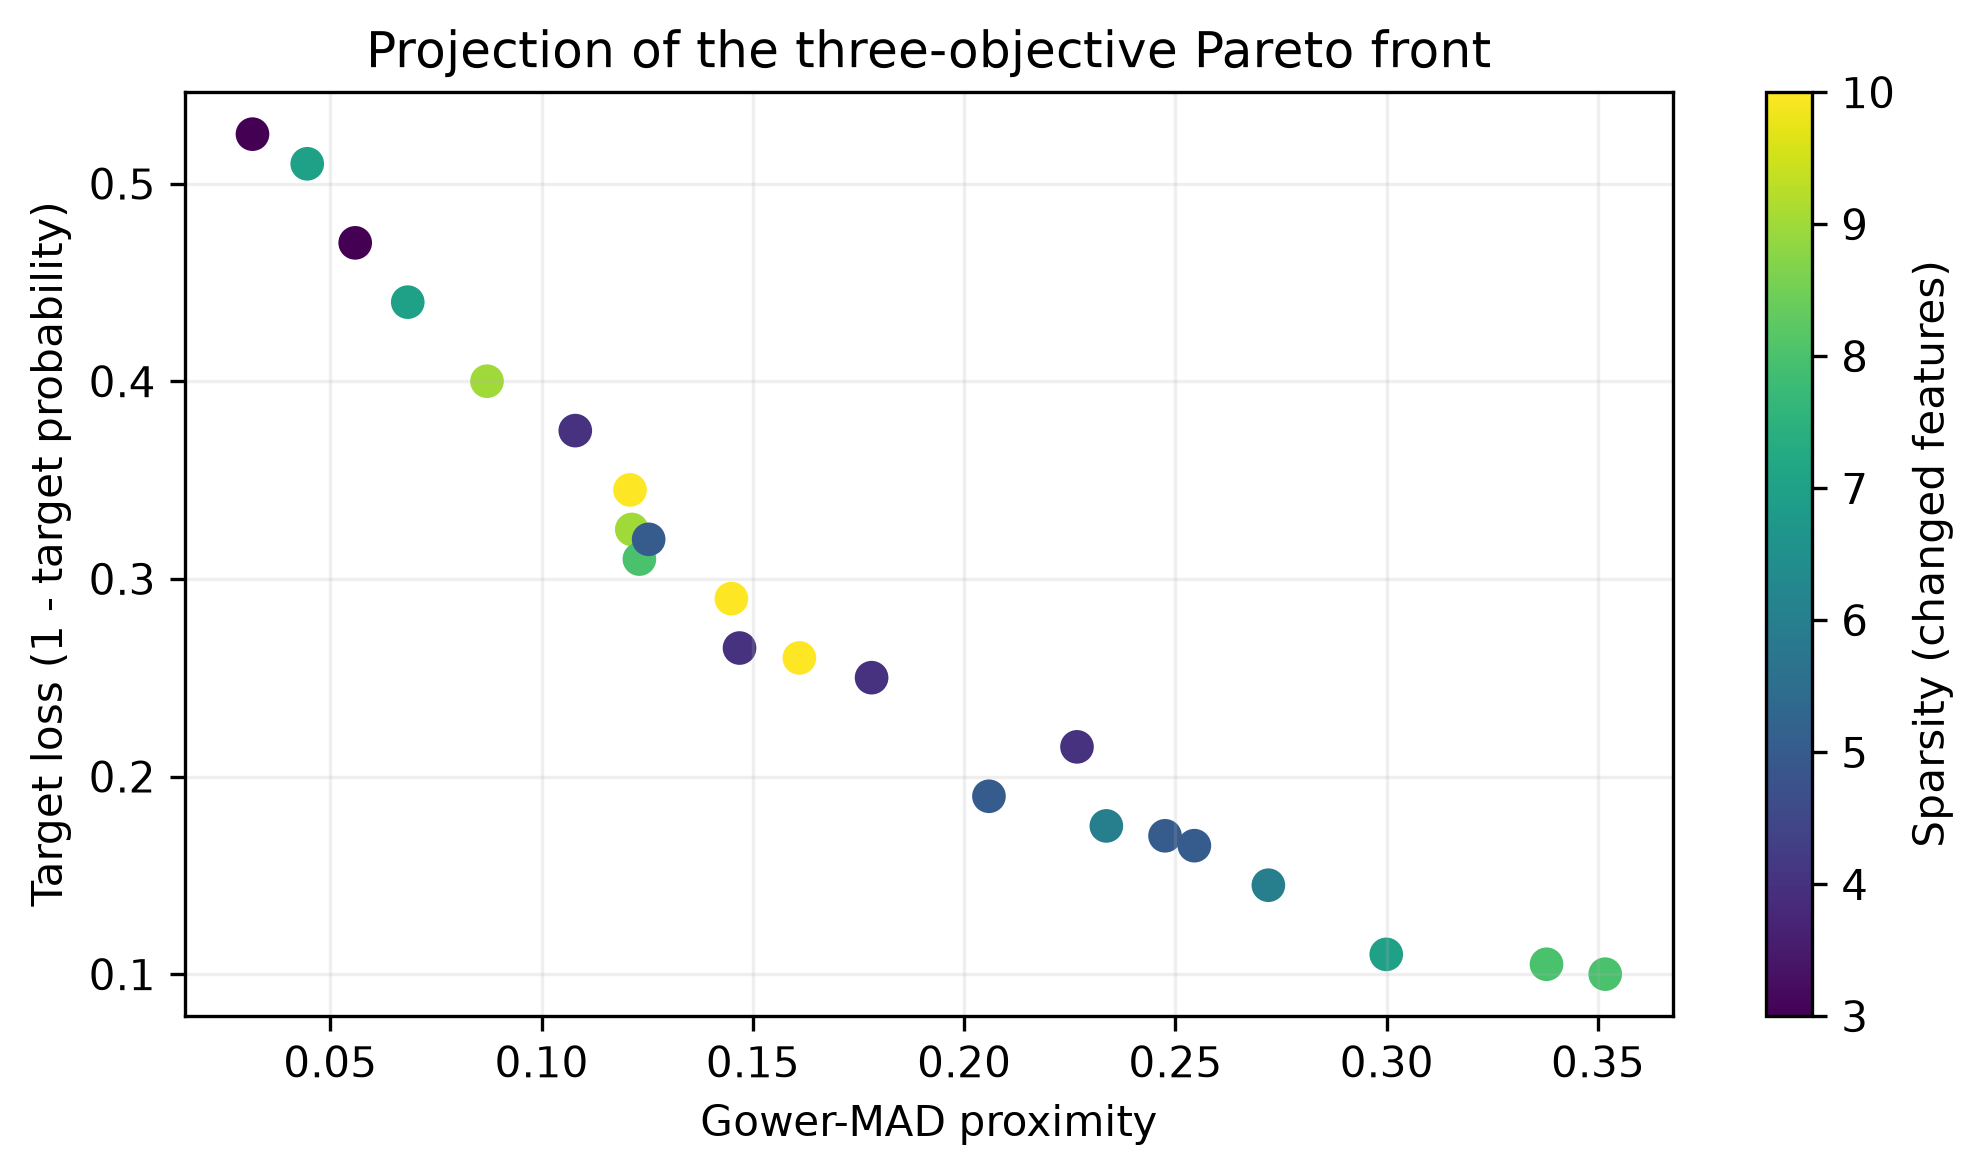 Projection of the three-objective Pareto front
Target loss (1 - target probability)
0.5
0.4
0.3
0.2
0.1
0.05 0.10 0.15 0.20 0.25 0.30 0.35
Gower-MAD proximity
10
9
8
7
6
5
4
3
Sparsity (changed features)